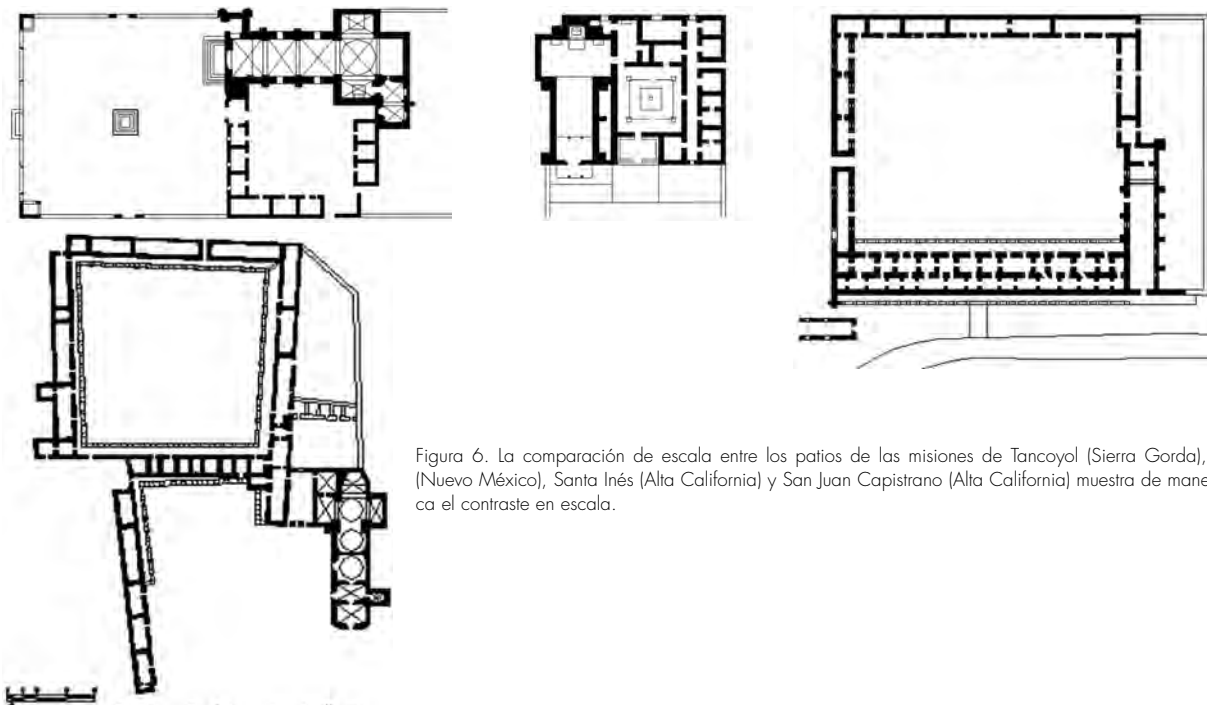 Figura 6. La comparación de escala entre los patios de las misiones de Tancoyol (Sierra Gorda),
(Nuevo México), Santa Inés (Alta California) y San Juan Capistrano (Alta California) muestra de mane
ca el contraste en escala.